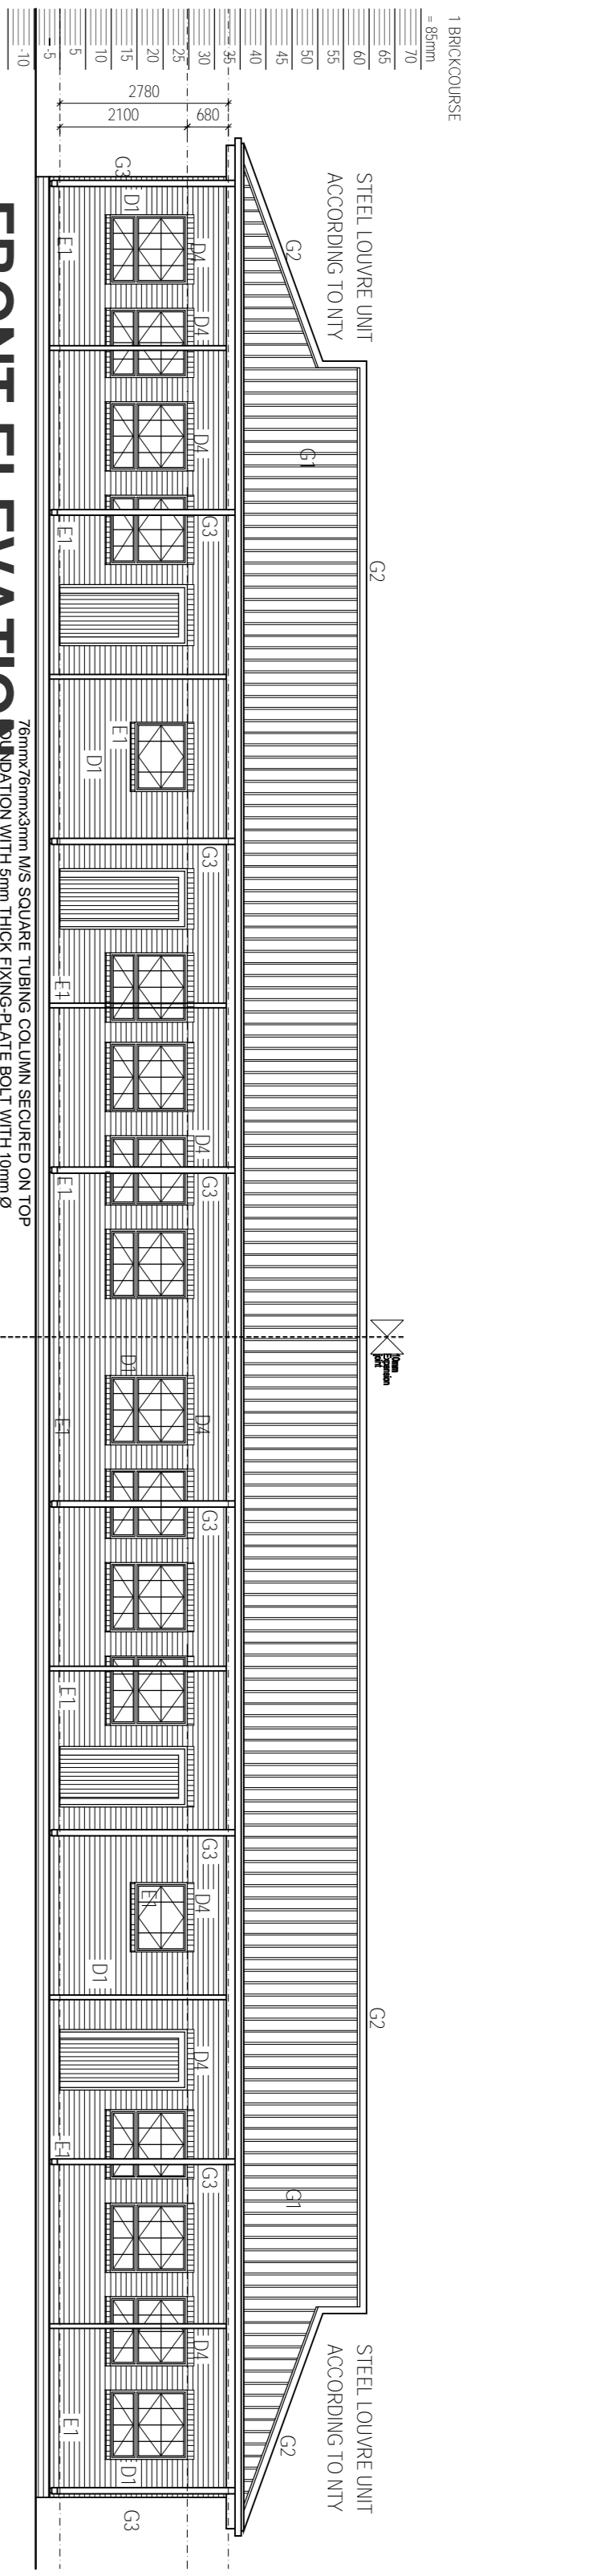 1 BRICKCOURSE
= 85mm
70
65
60
55
50
45
40
35
30
25
20
15
10
5
-5
-10
2780
2100
680
STEEL LOUVRE UNIT
ACCORDING TO NTY
G2
G1
G2
G3
D1
D4
E1
D4
D4
G3
E1
E1
D1
G3
E1
D4
G3
E1
10mm
Expansion
joint
D1
D4
E1
G3
E1
G3
D4
E1
D1
G2
D4
E1
G3
G1
D4
STEEL LOUVRE UNIT
ACCORDING TO NTY
G2
E1
D1
G3
FRONT ELEVATION
76mmx76mmx3mm M/S SQUARE TUBING COLUMN SECURED ON TOP
WITH 5mm THICK FIXING-PLATE BOLT WITH 10mm Ø